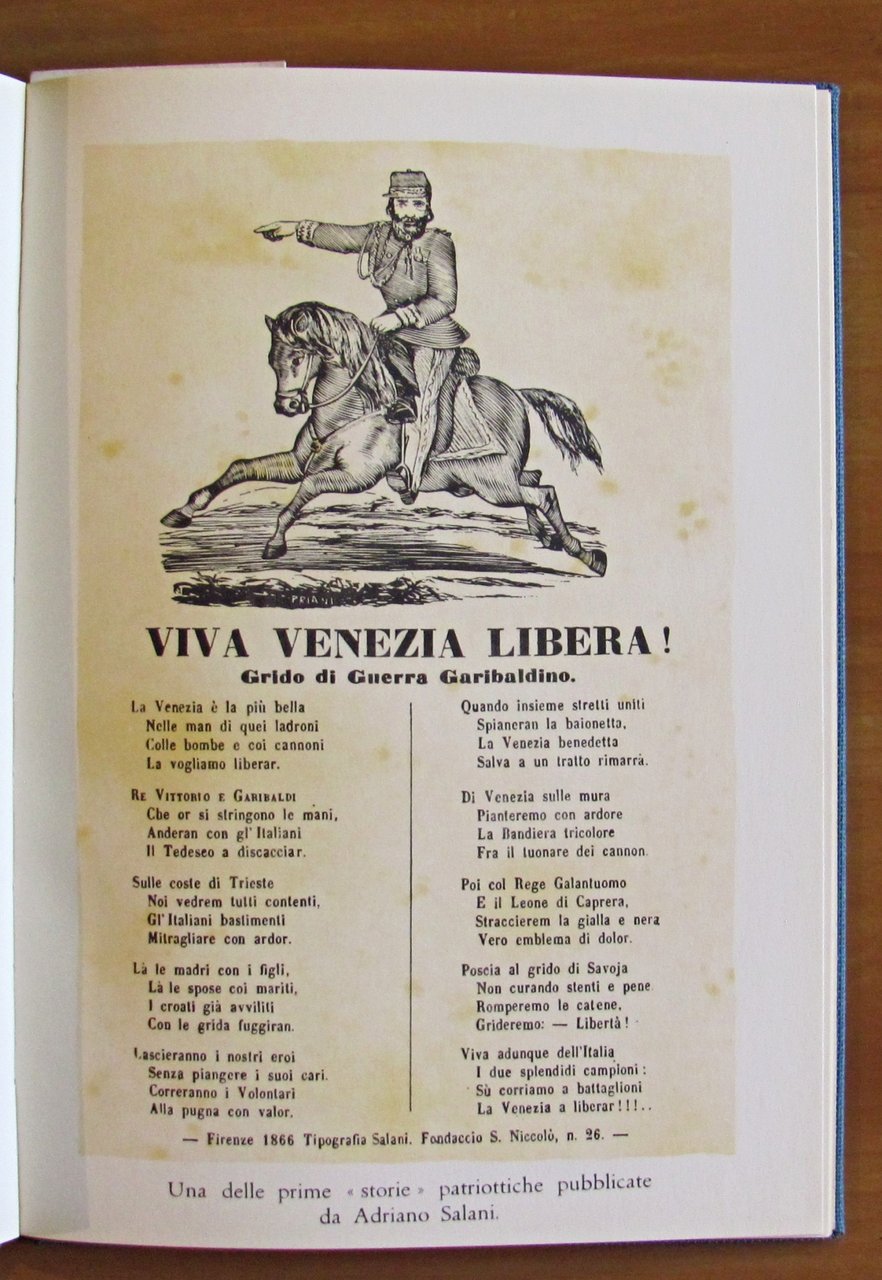 PRIANI
VIVA VENEZIA LIBERA!
Grido di Guerra Garibaldino.
La Venezia è la più bella
Nelle man di quei ladroni
Colle bombe e coi cannoni
La vogliamo liberar.
RE VITTORIO E GARIBALDI
Che or si stringono le mani,
Anderan con gl'Italiani
Il Tedesco a discacciar.
Sulle coste di Trieste
Noi vedrem tutti contenti,
Gl'Italiani bastimenti
Mitragliare con ardor.
Là le madri con i figli,
Là le spose coi mariti,
I croati già avviliti
Con le grida fuggiran.
Lascieranno i nostri eroi
Senza piangere i suoi cari.
Correranno i Volontari
Alla pugna con valor.
Quando insieme stretti uniti
Spianeran la baionetta,
La Venezia benedetta
Salva a un tratto rimarrà.
Di Venezia sulle mura
Pianteremo con ardore
La Bandiera tricolore
Fra il tuonare dei cannon.
Poi col Rege Galantuomo
E il Leone di Caprera,
Straccierem la gialla e nera
Vero emblema di dolor.
Poscia al grido di Savoja
Non curando stenti e pene
Romperemo le catene,
Grideremo: — Libertà!
Viva adunque dell'Italia
I due splendidi campioni:
Sù corriamo a battaglioni
La Venezia a liberar!!!..
— Firenze 1866 Tipografia Salani. Fondaccio S. Niccolò, n. 26. —
Una delle prime « storie » patriottiche pubblicate
da Adriano Salani.